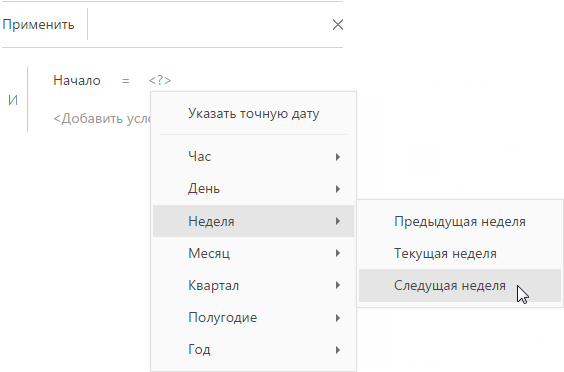 Применить
И
Начало = <?>
<Добавить усло
Указать точную дату
Час
День
Неделя
Месяц
Квартал
Полугодие
Год
Предыдущая неделя
Текущая неделя
Следущая неделя